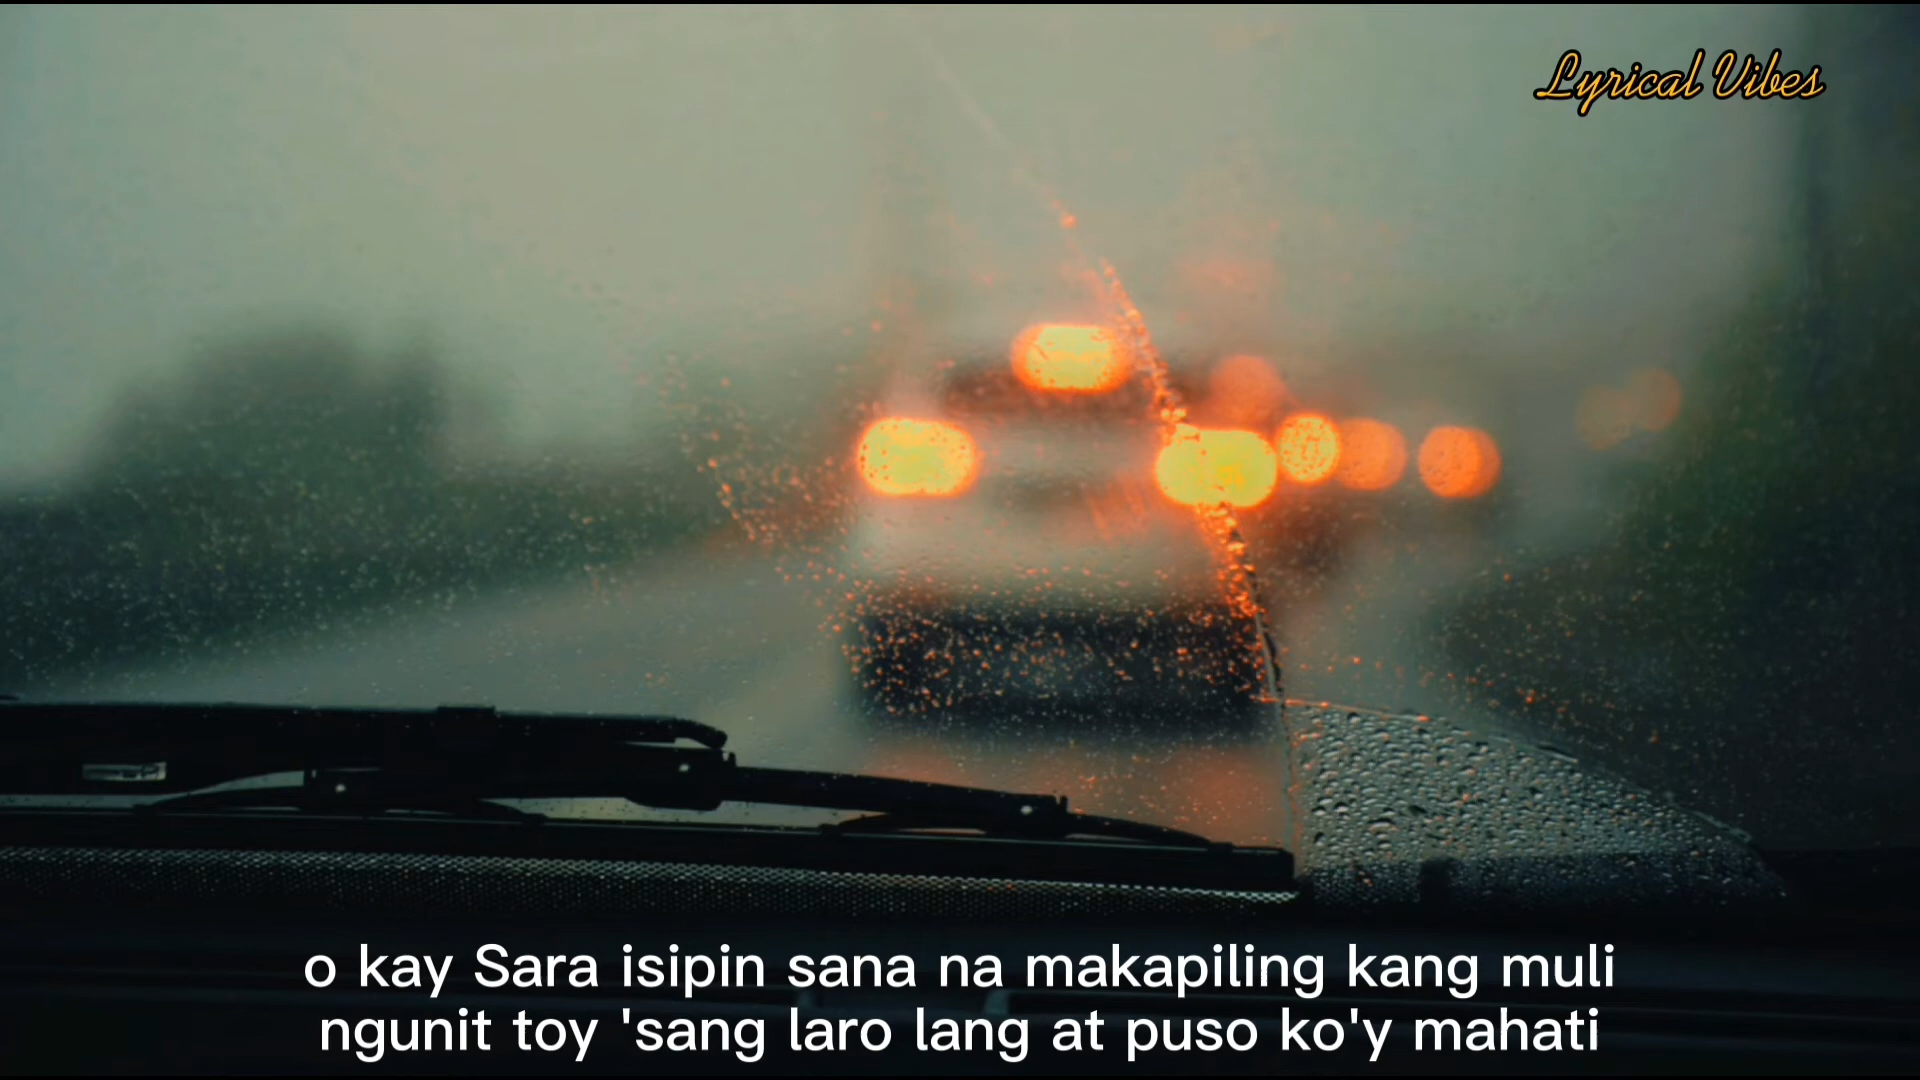 Lyrical Vibes
o kay Sara isipin sana na makapiling kang muli
ngunit toy 'sang laro lang at puso ko'y mahati